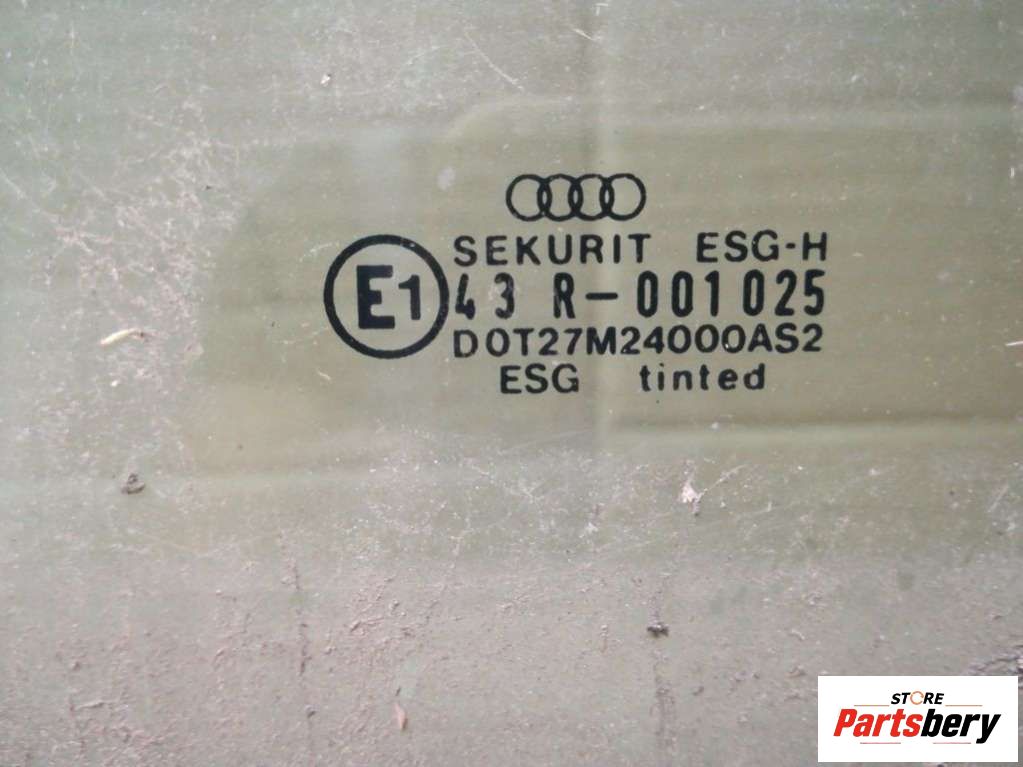 SEKURIT ESG-H
E1 43 R-001025
DOT27M24000AS2
ESG tinted
STORE
Partsbery